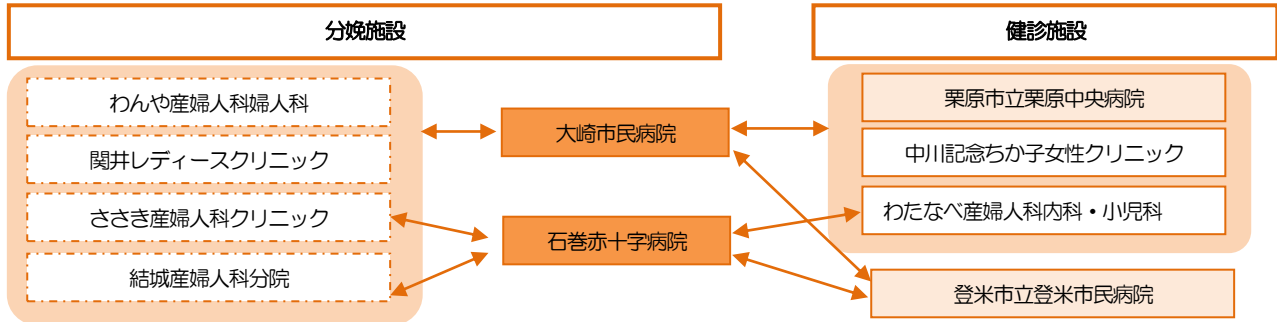 分娩施設
健診施設
わんや産婦人科婦人科
関井レディースクリニック
ささき産婦人科クリニック
結城産婦人科分院
大崎市民病院
石巻赤十字病院
栗原市立栗原中央病院
中川記念ちか子女性クリニック
わたなべ産婦人科内科・小児科
登米市立登米市民病院